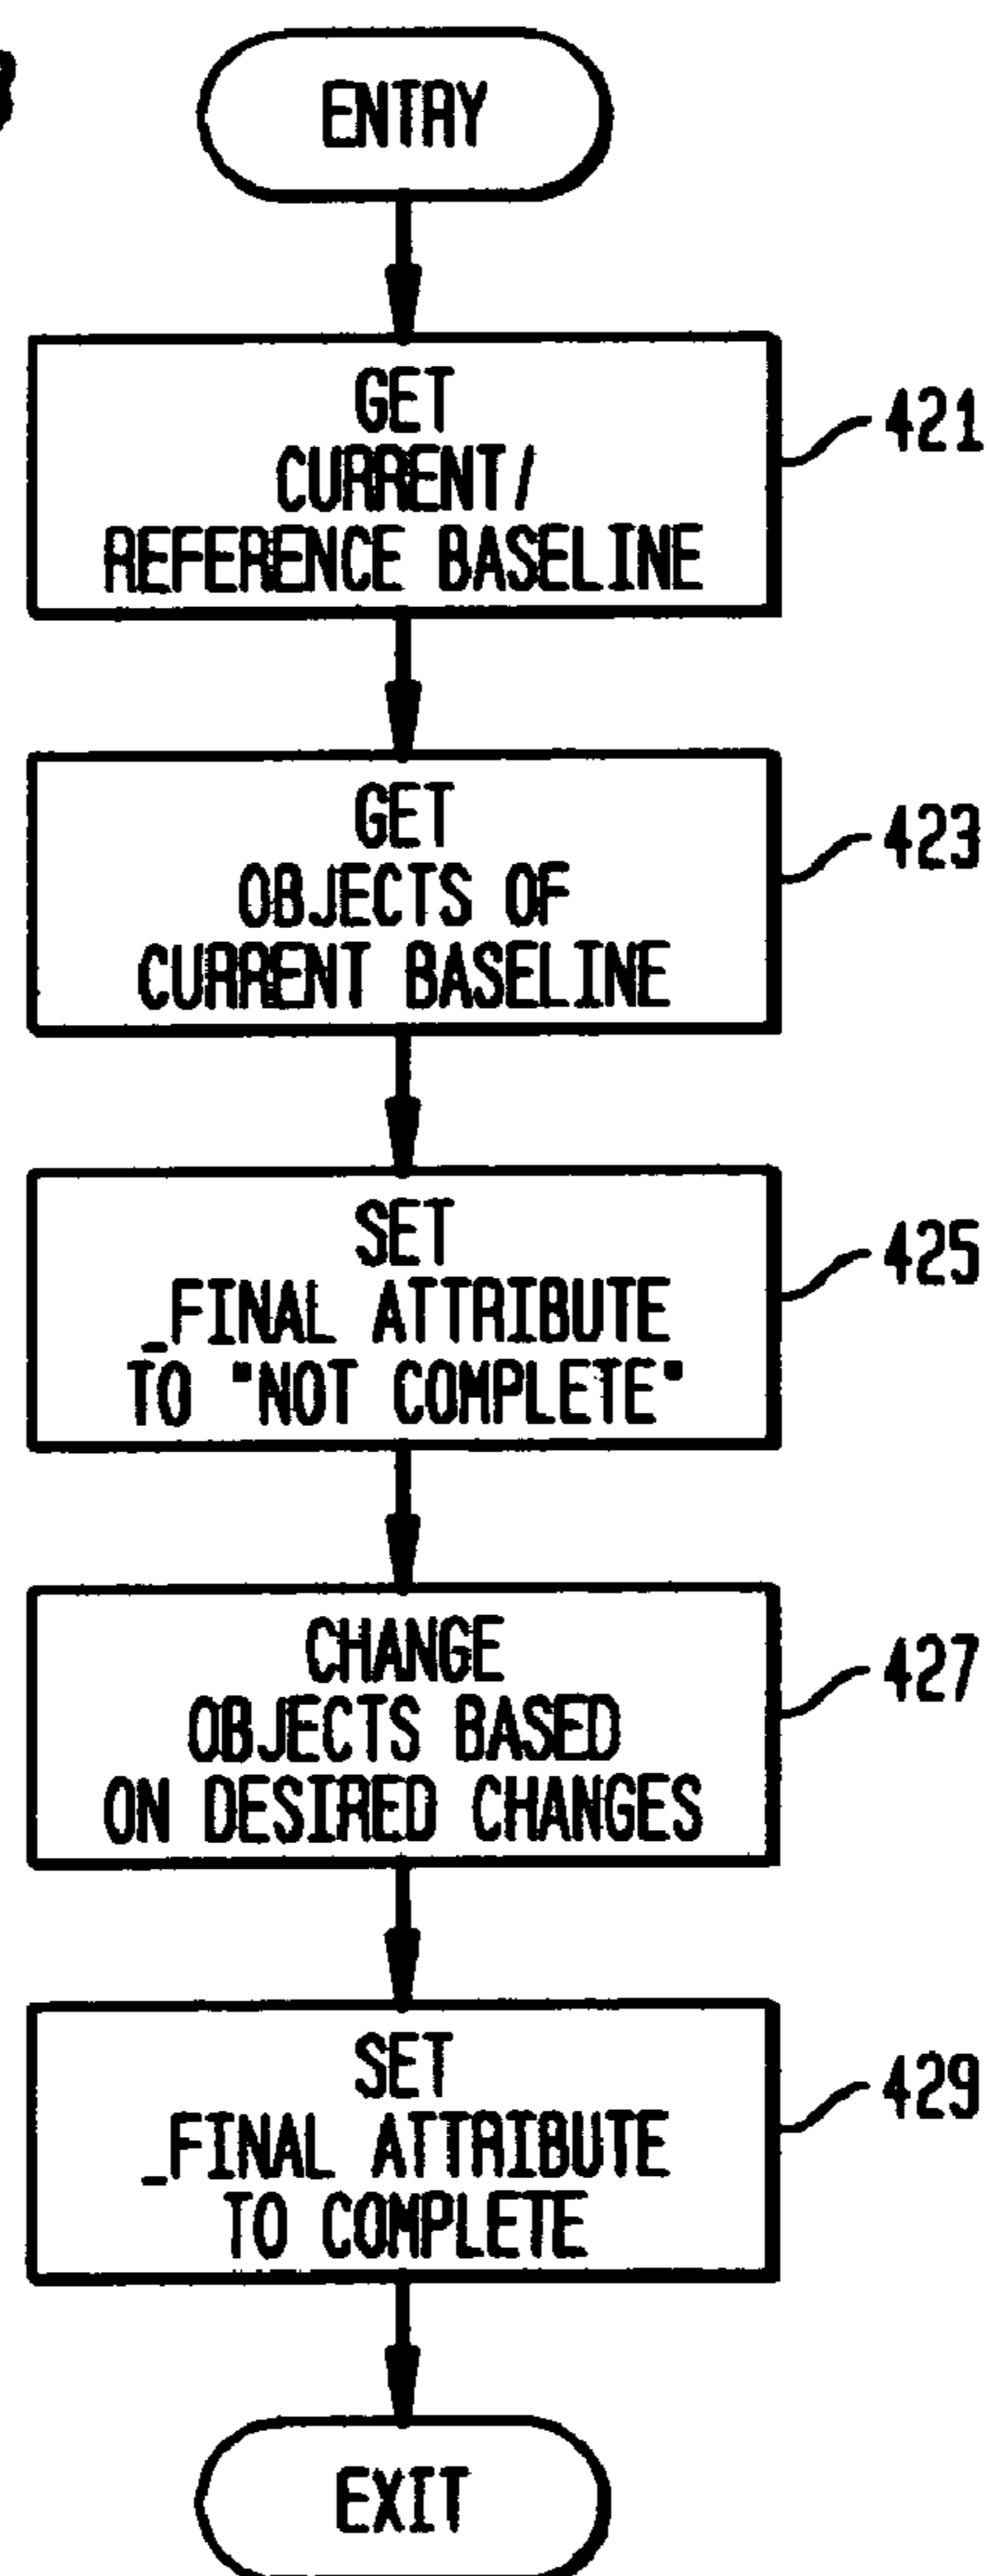 ENTRY
GET
CURRENT/
REFERENCE BASELINE
421
GET
OBJECTS OF
CURRENT BASELINE
423
SET
_FINAL ATTRIBUTE
TO "NOT COMPLETE"
425
CHANGE
OBJECTS BASED
ON DESIRED CHANGES
427
SET
_FINAL ATTRIBUTE
TO COMPLETE
429
EXIT